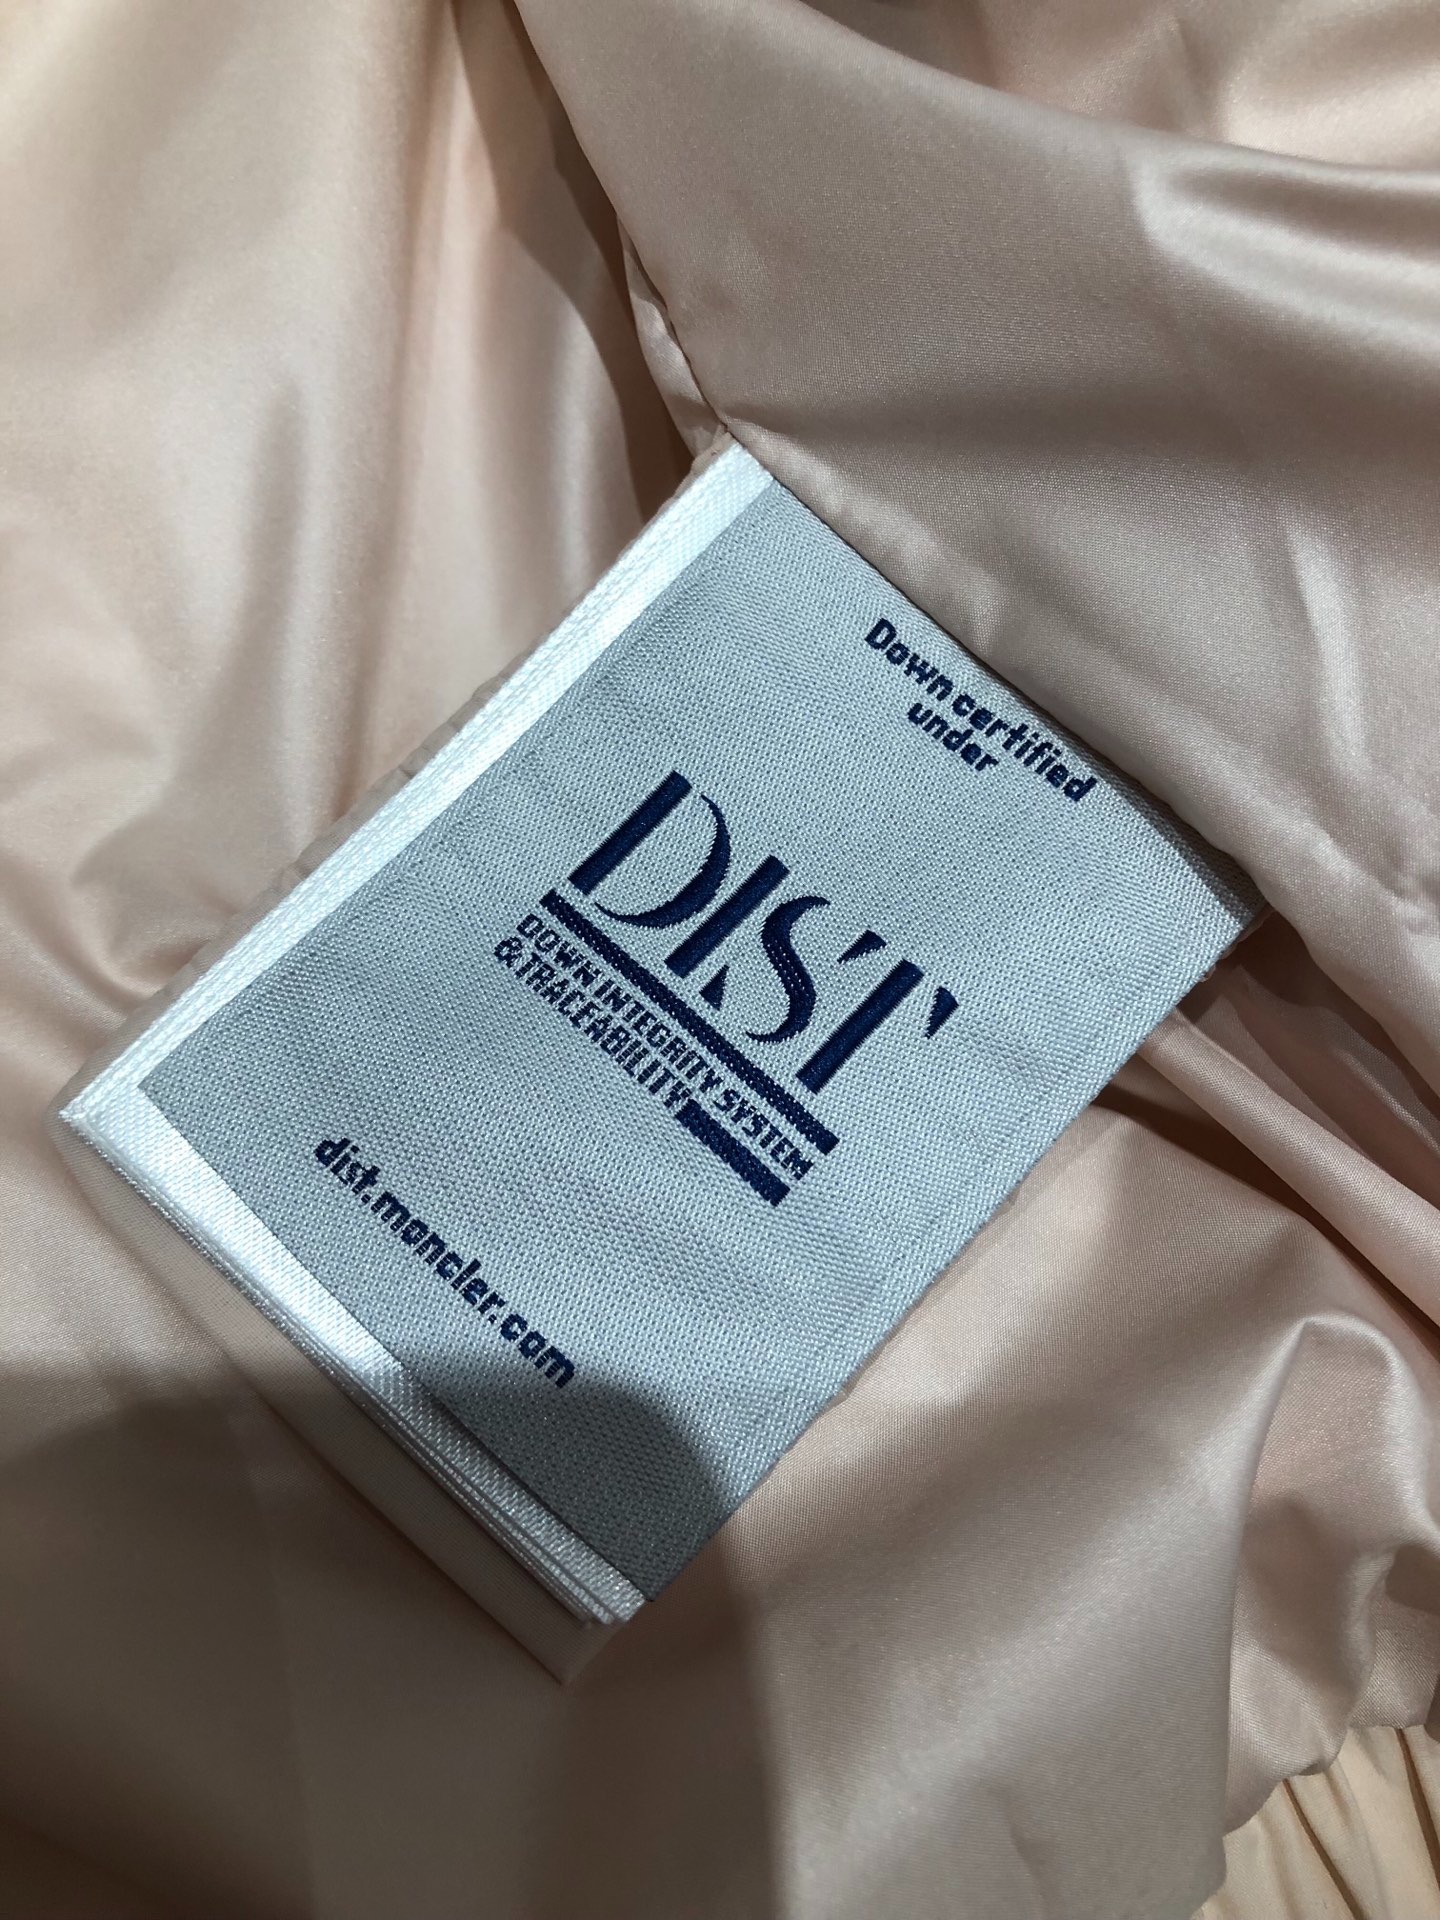 Down certified
under
DIST
DOWN INTEGRITY SYSTEM
& TRACEABILITY
dist.moncler.com